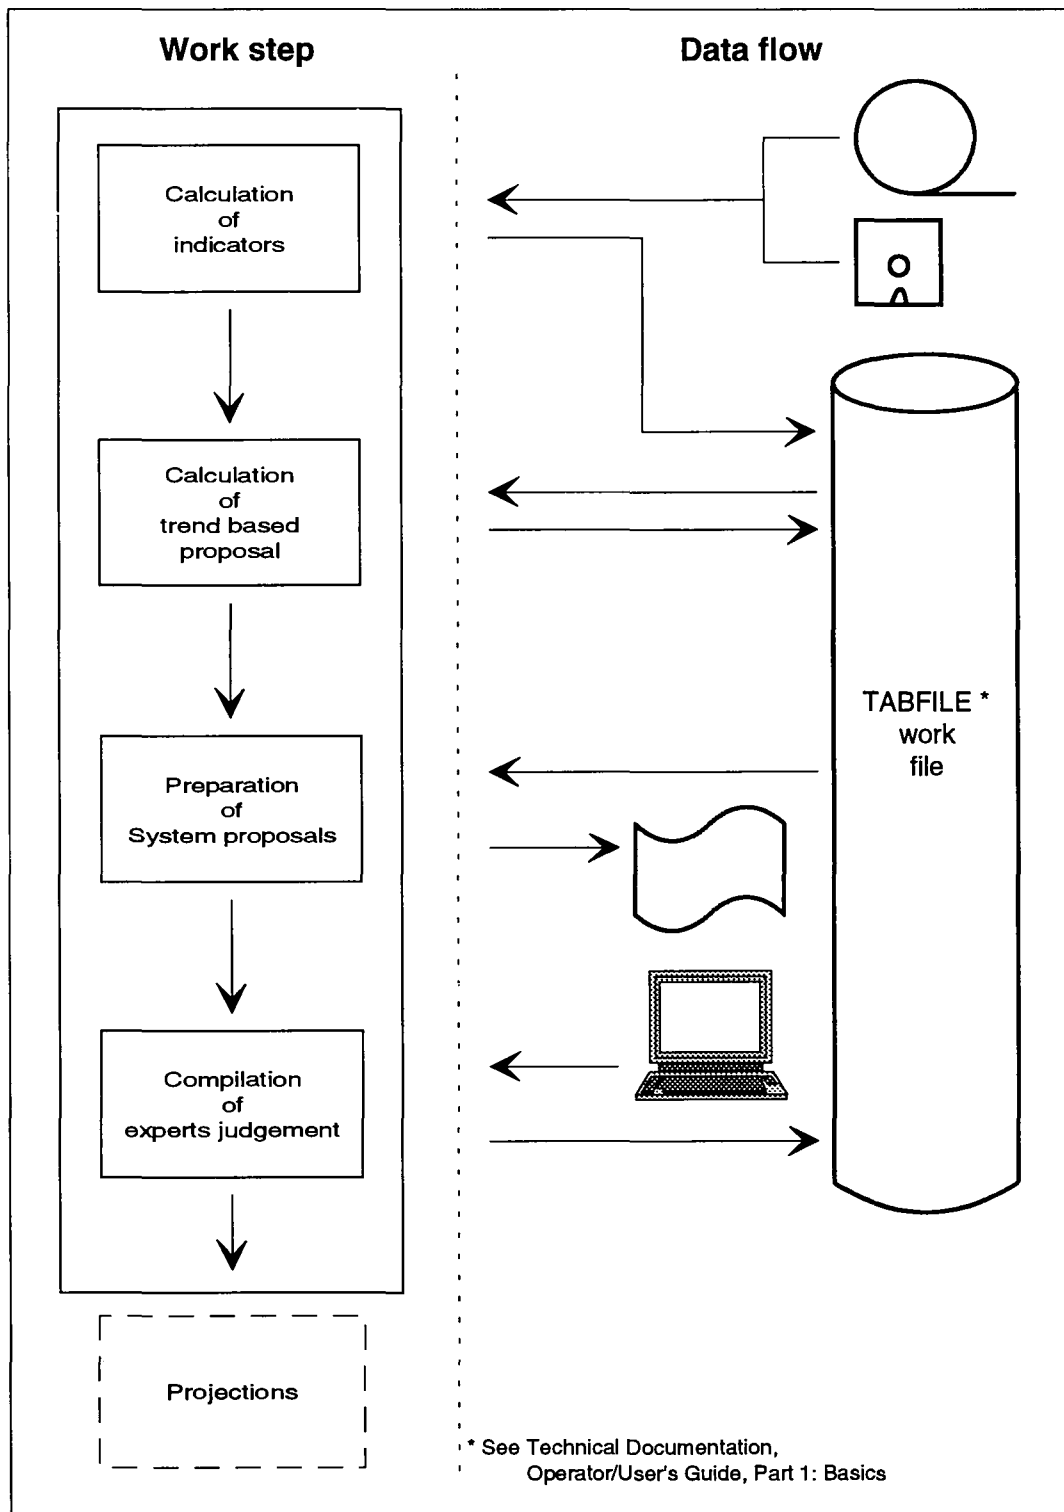 Work step
Data flow
Calculation
of
indicators
Calculation
of
trend based
proposal
Preparation
of
System proposals
Compilation
of
experts judgement
Projections
TABFILE *
work
file
* See Technical Documentation,
Operator/User's Guide, Part 1: Basics